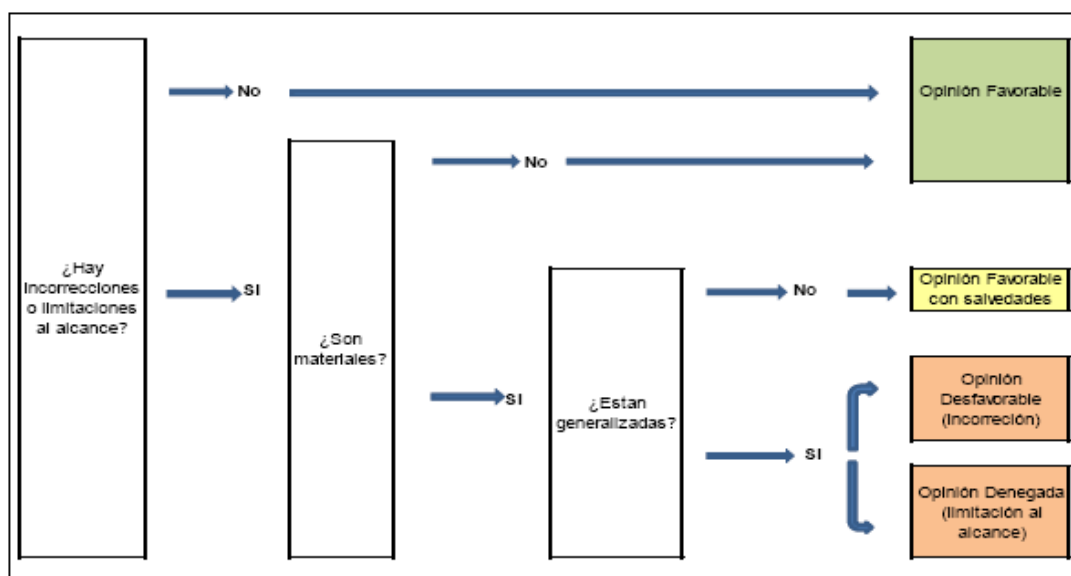 No
Opinión Favorable
No
¿Hay
Incorrecciones
o limitaciones
al alcance?
SI
¿Son
materiales?
No
Opinión Favorable
con salvedades
SI
¿Estan
generalizadas?
SI
Opinión
Desfavorable
(Incorreción)
Opinión Denegada
(limitación al
alcance)